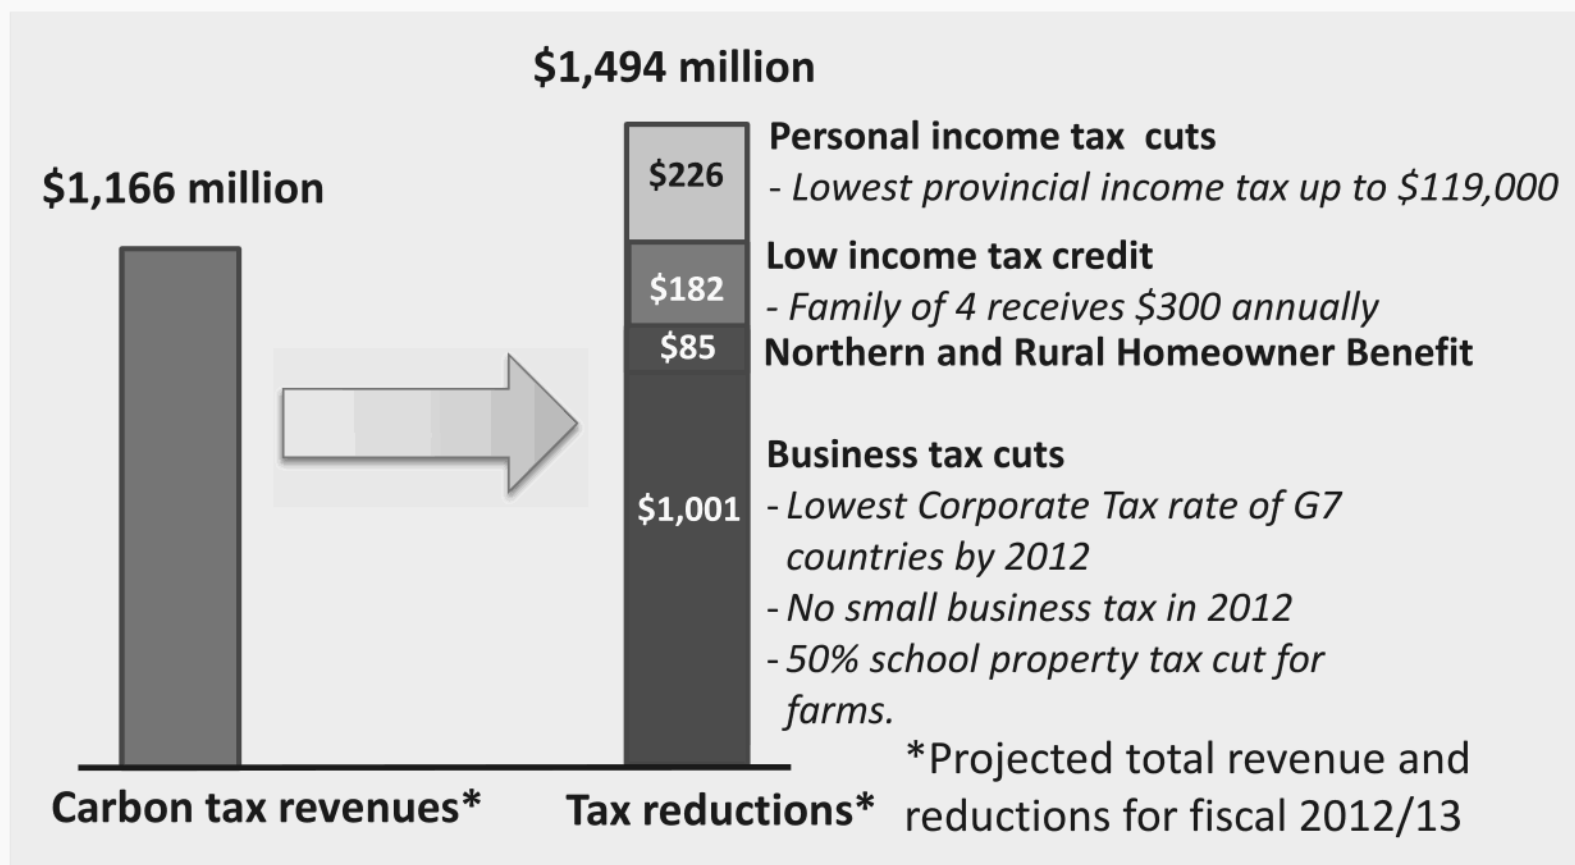 $1,494 million
$1,166 million
$226
Personal income tax cuts
- Lowest provincial income tax up to $119,000
$182
Low income tax credit
- Family of 4 receives $300 annually
$85
Northern and Rural Homeowner Benefit
$1,001
Business tax cuts
- Lowest Corporate Tax rate of G7
countries by 2012
- No small business tax in 2012
- 50% school property tax cut for
farms.
Carbon tax revenues*
Tax reductions*
*Projected total revenue and
reductions for fiscal 2012/13